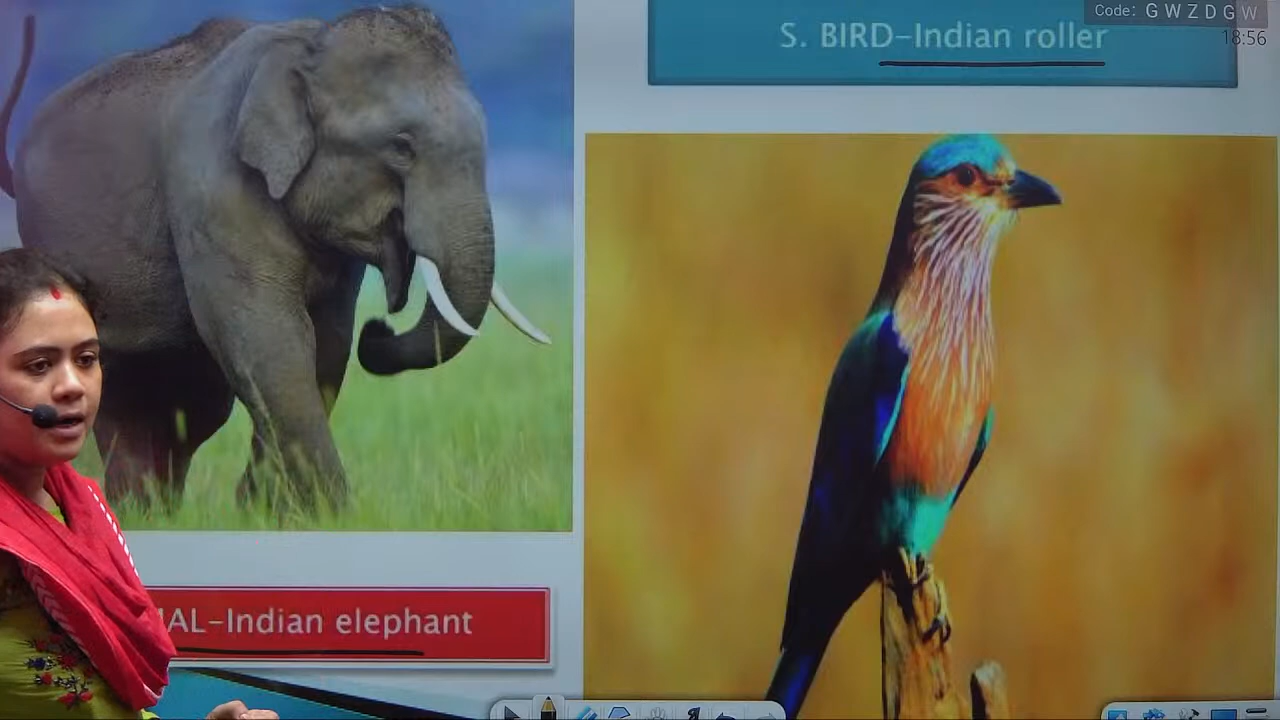 Code: G W Z D G W
S. BIRD-Indian roller
18:56
AL-Indian elephant